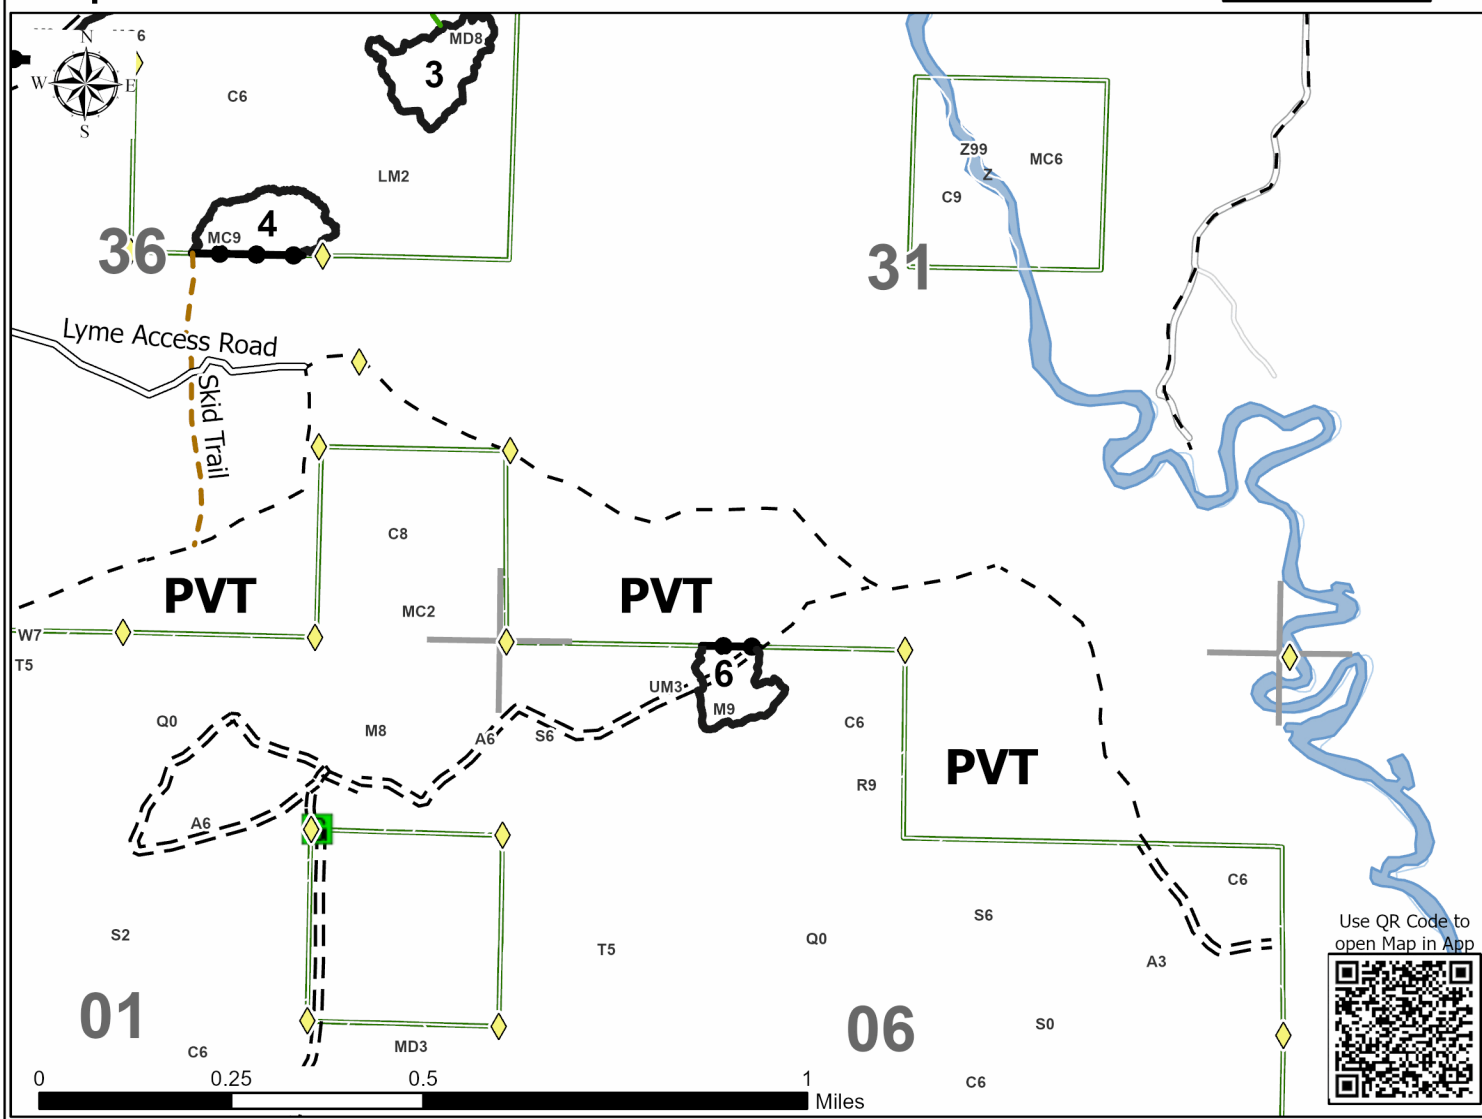 N
6
W
E
S
MD8
3
C6
LM2
4
MC9
36
Z99
MC6
Z
C9
31
Lyme Access Road
Skid Trail
C8
PVT
PVT
MC2
W7
T5
6
UM3
M9
Q0
M8
A6
S6
C6
PVT
R9
A6
C6
S6
S2
T5
Q0
A3
Use QR Code to
open Map in App
01
06
S0
C6
MD3
C6
0
0.25
0.5
1
Miles